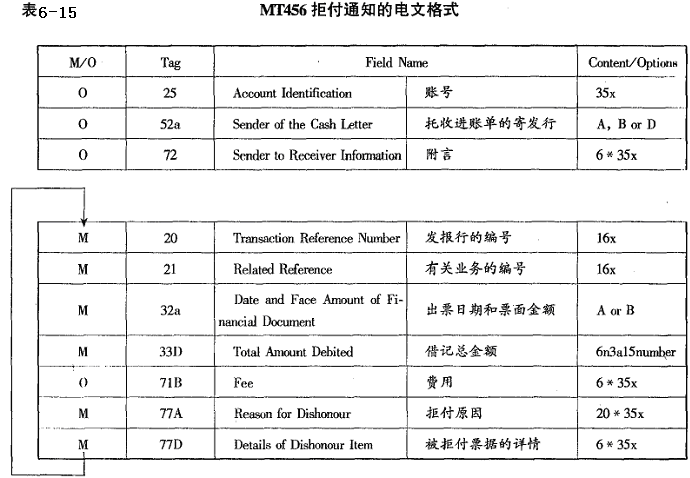 表6-15 MT456 拒付通知的电文格式
M/O Tag Field Name Content/Options
O 25 Account Identification 账号 35x
O 52a Sender of the Cash Letter 托收进账单的寄发行 A, B or D
O 72 Sender to Receiver Information 附言 6*35x
M 20 Transaction Reference Number 发报行的编号 16x
M 21 Related Reference 有关业务的编号 16x
M 32a Date and Face Amount of Fi-
nancial Document 出票日期和票面金额 A or B
M 33D Total Amount Debited 借记总金额 6n3a15number
O 71B Fee 费用 6*35x
M 77A Reason for Dishonour 拒付原因 20*35x
M 77D Details of Dishonour Item 被拒付票据的详情 6*35x